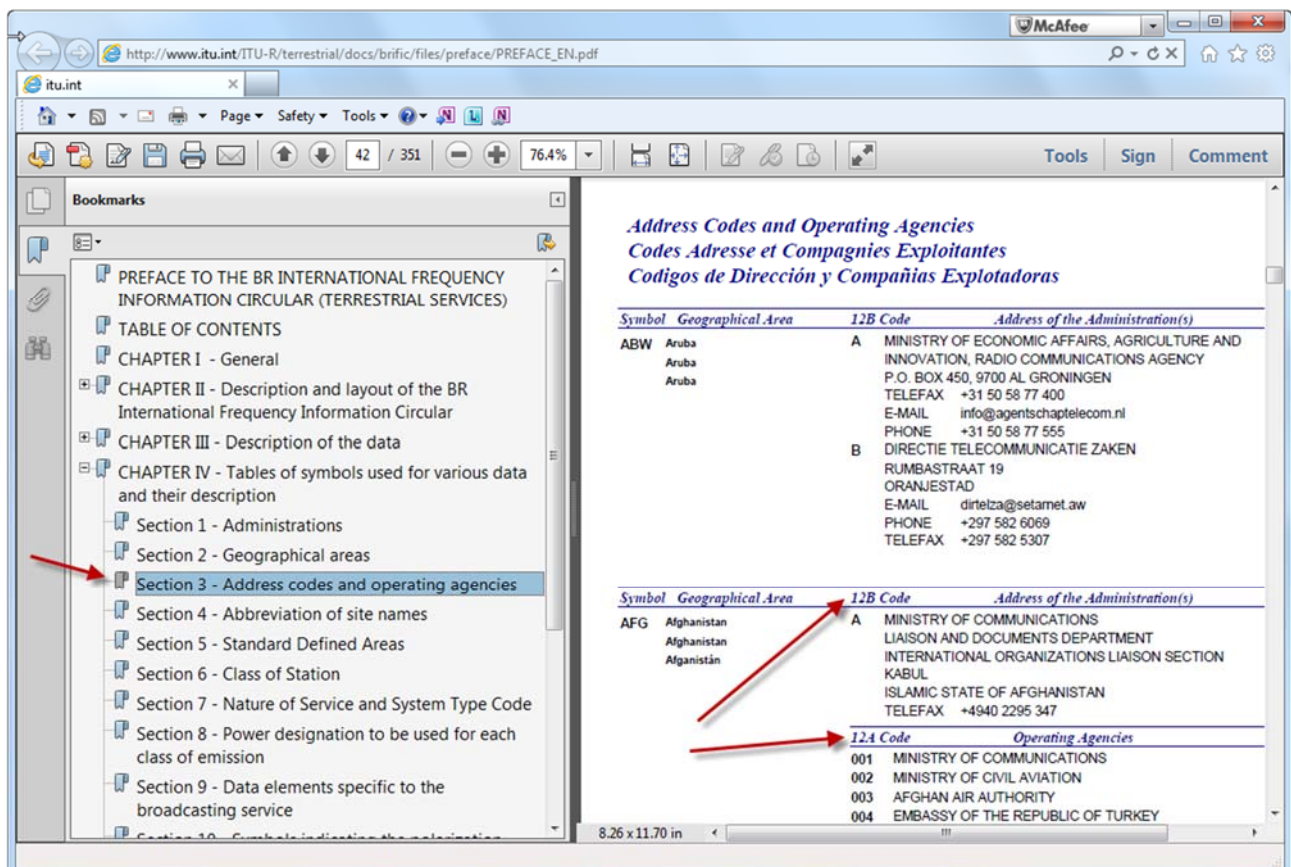 McAfee
http://www.itu.int/ITU-R/terrestrial/docs/brific/files/preface/PREFACE_EN.pdf
itu.int
Page Safety Tools
42 / 351 76.4% Tools Sign Comment
Bookmarks
PREFACE TO THE BR INTERNATIONAL FREQUENCY
INFORMATION CIRCULAR (TERRESTRIAL SERVICES)
TABLE OF CONTENTS
CHAPTER I - General
CHAPTER II - Description and layout of the BR
International Frequency Information Circular
CHAPTER III - Description of the data
CHAPTER IV - Tables of symbols used for various data
and their description
Section 1 - Administrations
Section 2 - Geographical areas
Section 3 - Address codes and operating agencies
Section 4 - Abbreviation of site names
Section 5 - Standard Defined Areas
Section 6 - Class of Station
Section 7 - Nature of Service and System Type Code
Section 8 - Power designation to be used for each
class of emission
Section 9 - Data elements specific to the
broadcasting service
Section 10 - Symbols indicating the polarization
Address Codes and Operating Agencies
Codes Adresse et Compagnies Exploitantes
Codigos de Dirección y Compañias Explotadoras
Symbol Geographical Area 12B Code Address of the Administration(s)
ABW Aruba A MINISTRY OF ECONOMIC AFFAIRS, AGRICULTURE AND
Aruba INNOVATION, RADIO COMMUNICATIONS AGENCY
Aruba P.O. BOX 450, 9700 AL GRONINGEN
TELEFAX +31 50 58 77 400
E-MAIL info@agentschaptelecom.nl
PHONE +31 50 58 77 555
B DIRECTIE TELECOMMUNICATIE ZAKEN
RUMBASTRAAT 19
ORANJESTAD
E-MAIL dirtelza@setarnet.aw
PHONE +297 582 6069
TELEFAX +297 582 5307
Symbol Geographical Area 12B Code Address of the Administration(s)
AFG Afghanistan A MINISTRY OF COMMUNICATIONS
Afghanistan LIAISON AND DOCUMENTS DEPARTMENT
Afganistán INTERNATIONAL ORGANIZATIONS LIAISON SECTION
KABUL
ISLAMIC STATE OF AFGHANISTAN
TELEFAX +4940 2295 347
12A Code Operating Agencies
001 MINISTRY OF COMMUNICATIONS
002 MINISTRY OF CIVIL AVIATION
003 AFGHAN AIR AUTHORITY
004 EMBASSY OF THE REPUBLIC OF TURKEY
8.26 x 11.70 in